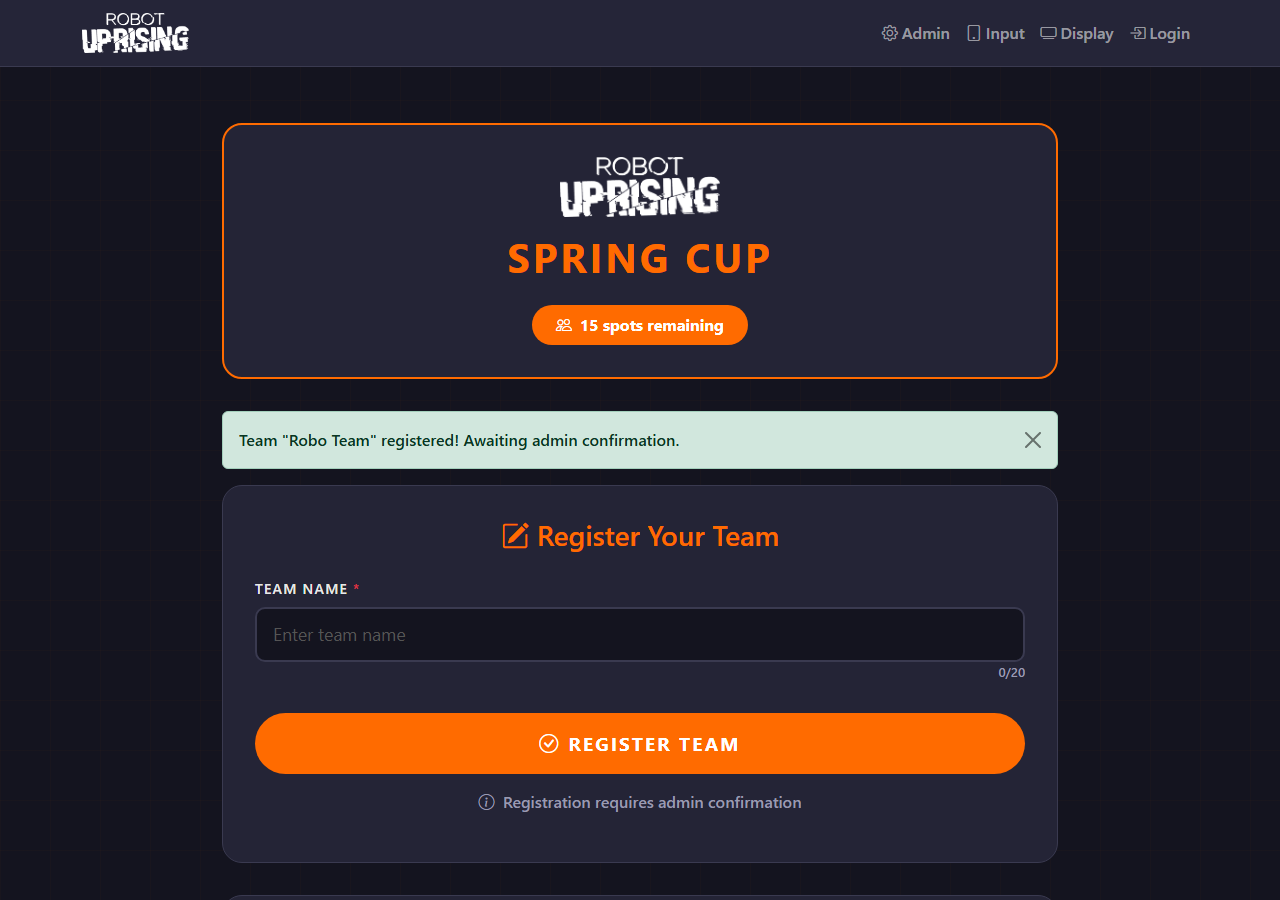 ROBOT
UPRISING
Admin Input Display Login
ROBOT
UPRISING
SPRING CUP
15 spots remaining
Team "Robo Team" registered! Awaiting admin confirmation.
Register Your Team
TEAM NAME *
Enter team name
0/20
REGISTER TEAM
Registration requires admin confirmation